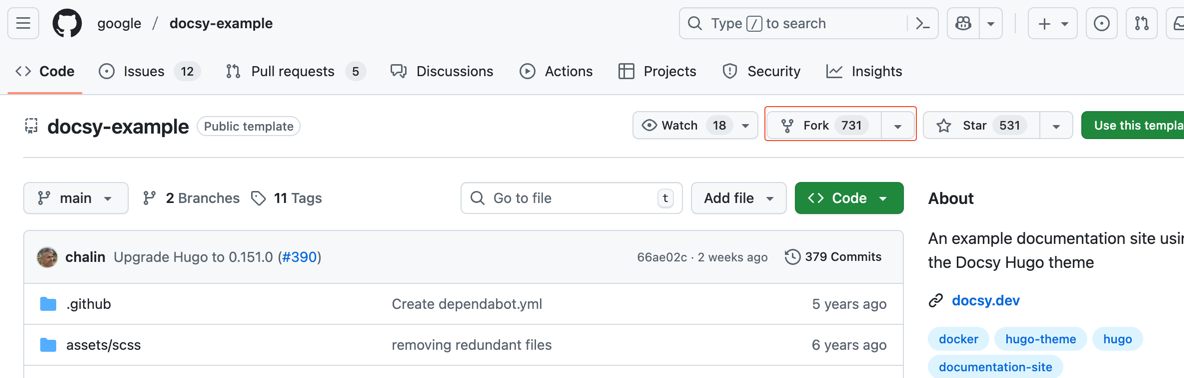 google / docsy-example Type / to search
Code Issues 12 Pull requests 5 Discussions Actions Projects Security Insights
docsy-example Public template Watch 18 Fork 731 Star 531 Use this templa
main 2 Branches 11 Tags Go to file t Add file Code About
An example documentation site usin
the Docsy Hugo theme
chalin Upgrade Hugo to 0.151.0 (#390) 66ae02c · 2 weeks ago 379 Commits
.github Create dependabot.yml 5 years ago docsy.dev
assets/scss removing redundant files 6 years ago docker hugo-theme hugo
documentation-site